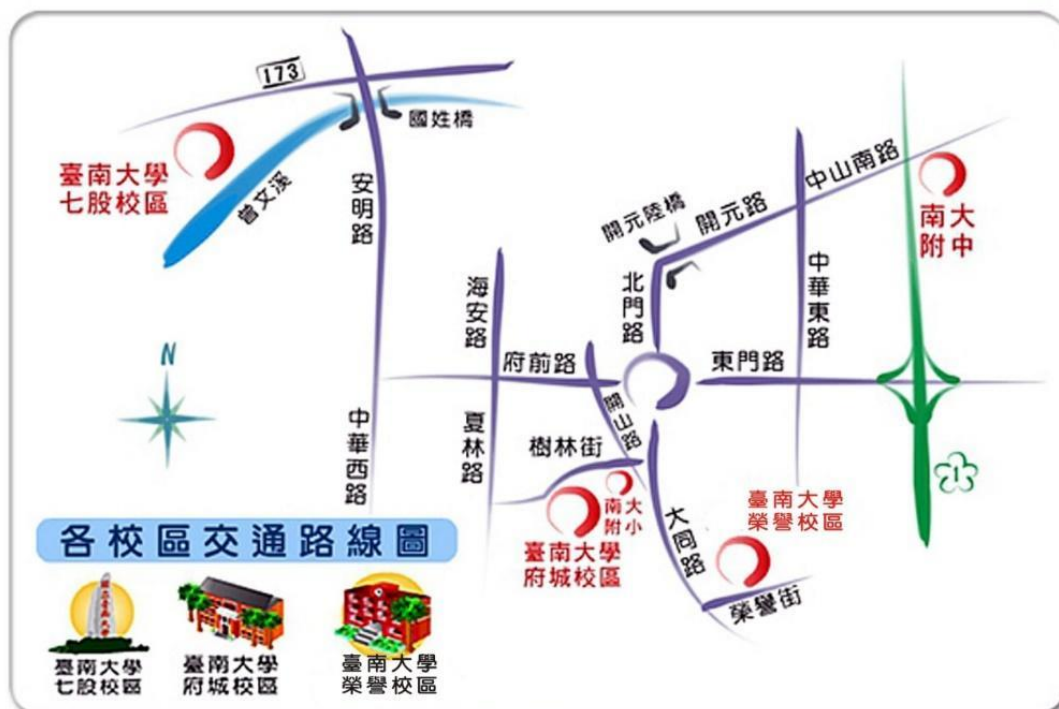 173
國姓橋
臺南大學
七股校區
曾文溪
安明路
中山南路
開元路
開元陸橋
南大
附中
海安路
北門路
中華東路
N
府前路
東門路
開山路
中華西路
夏林路
樹林街
1
南大
附小
臺南大學
府城校區
大同路
臺南大學
榮譽校區
榮譽街
各校區交通路線圖
臺南大學
七股校區
臺南大學
府城校區
臺南大學
榮譽校區